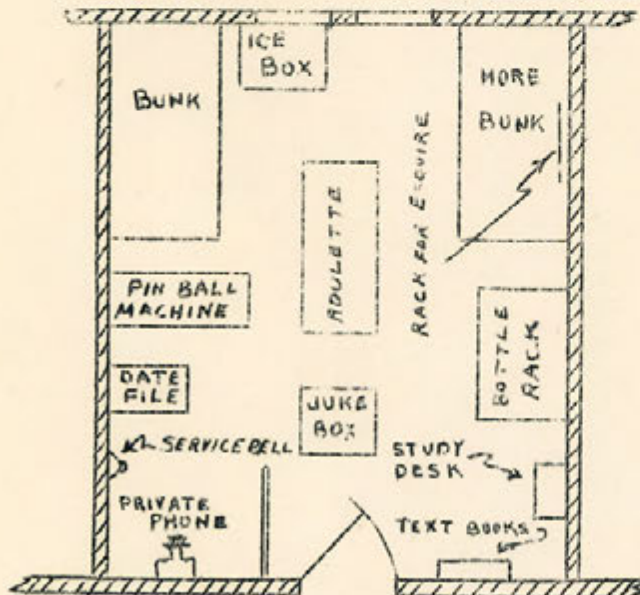 ICE
BOX
BUNK
MORE
BUNK
ROULETTE
RACK FOR ESQUIRE
PIN BALL
MACHINE
BOTTLE
RACK
DATE
FILE
JUKE
BOX
SERVICE BELL
STUDY
DESK
PRIVATE
PHONE
TEXT BOOKS